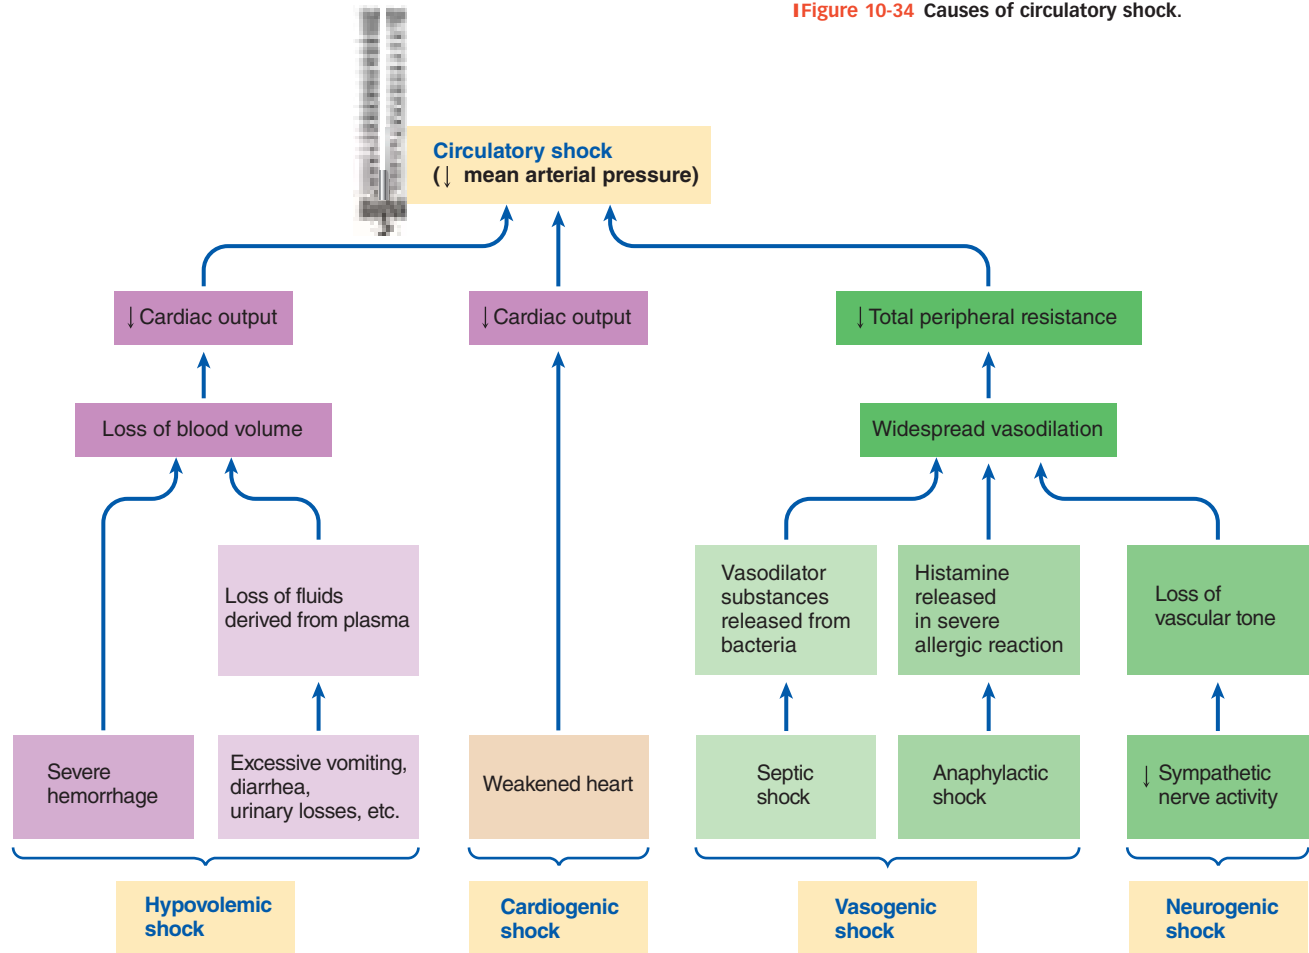 Figure 10-34 Causes of circulatory shock.
Circulatory shock
(↓ mean arterial pressure)
↓ Cardiac output
↓ Cardiac output
↓ Total peripheral resistance
Loss of blood volume
Widespread vasodilation
Loss of fluids
derived from plasma
Vasodilator
substances
released from
bacteria
Histamine
released
in severe
allergic reaction
Loss of
vascular tone
Severe
hemorrhage
Excessive vomiting,
diarrhea,
urinary losses, etc.
Weakened heart
Septic
shock
Anaphylactic
shock
↓ Sympathetic
nerve activity
Hypovolemic
shock
Cardiogenic
shock
Vasogenic
shock
Neurogenic
shock